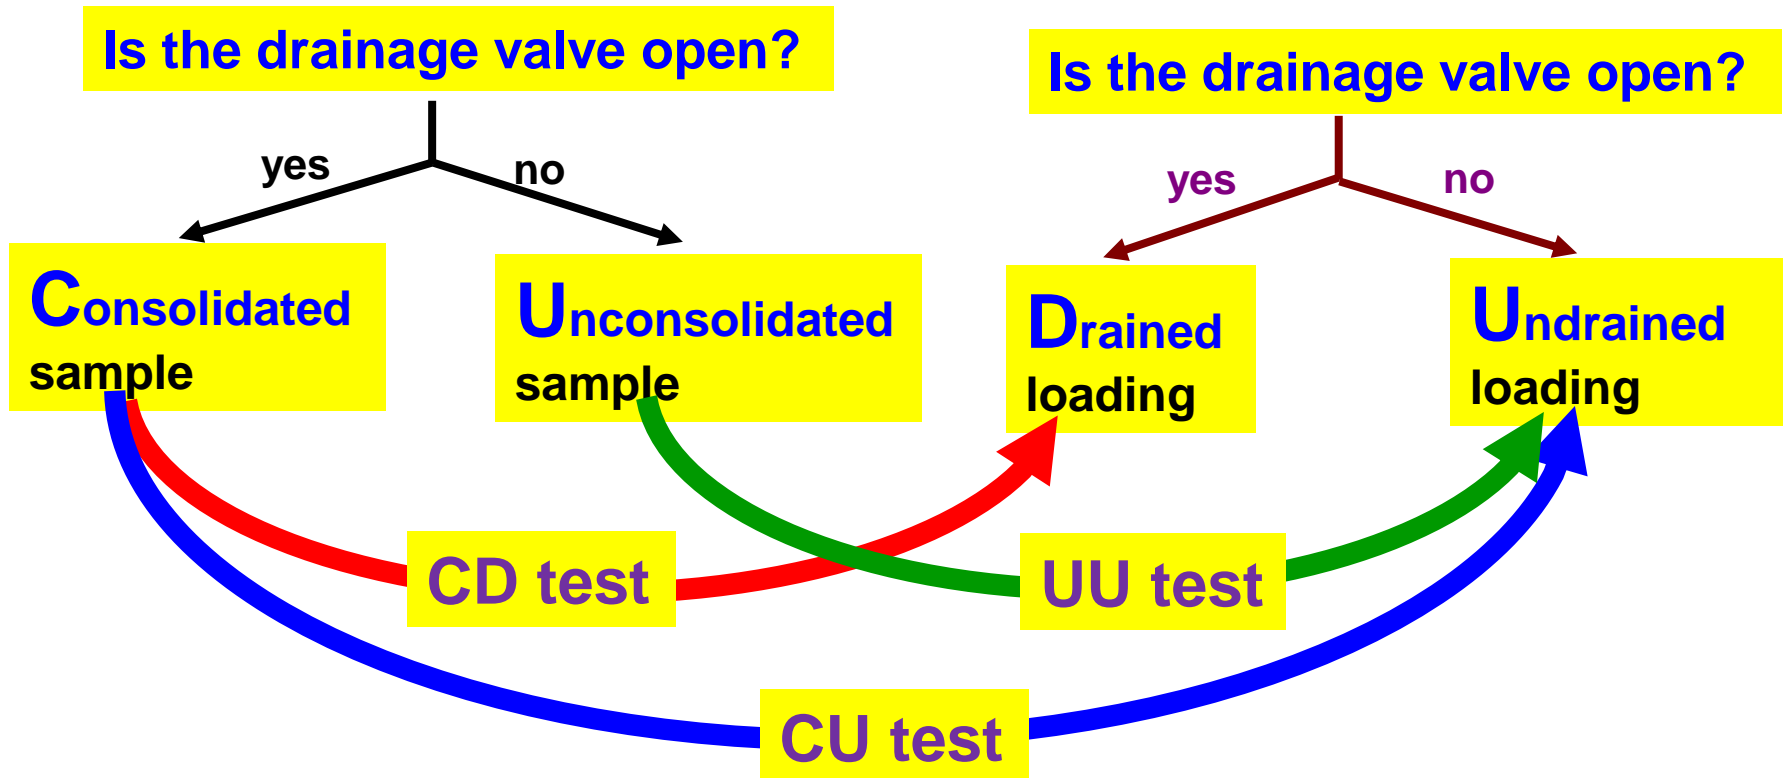 Is the drainage valve open?
Is the drainage valve open?
yes
no
yes
no
Consolidated
sample
Unconsolidated
sample
Drained
loading
Undrained
loading
CD test
UU test
CU test